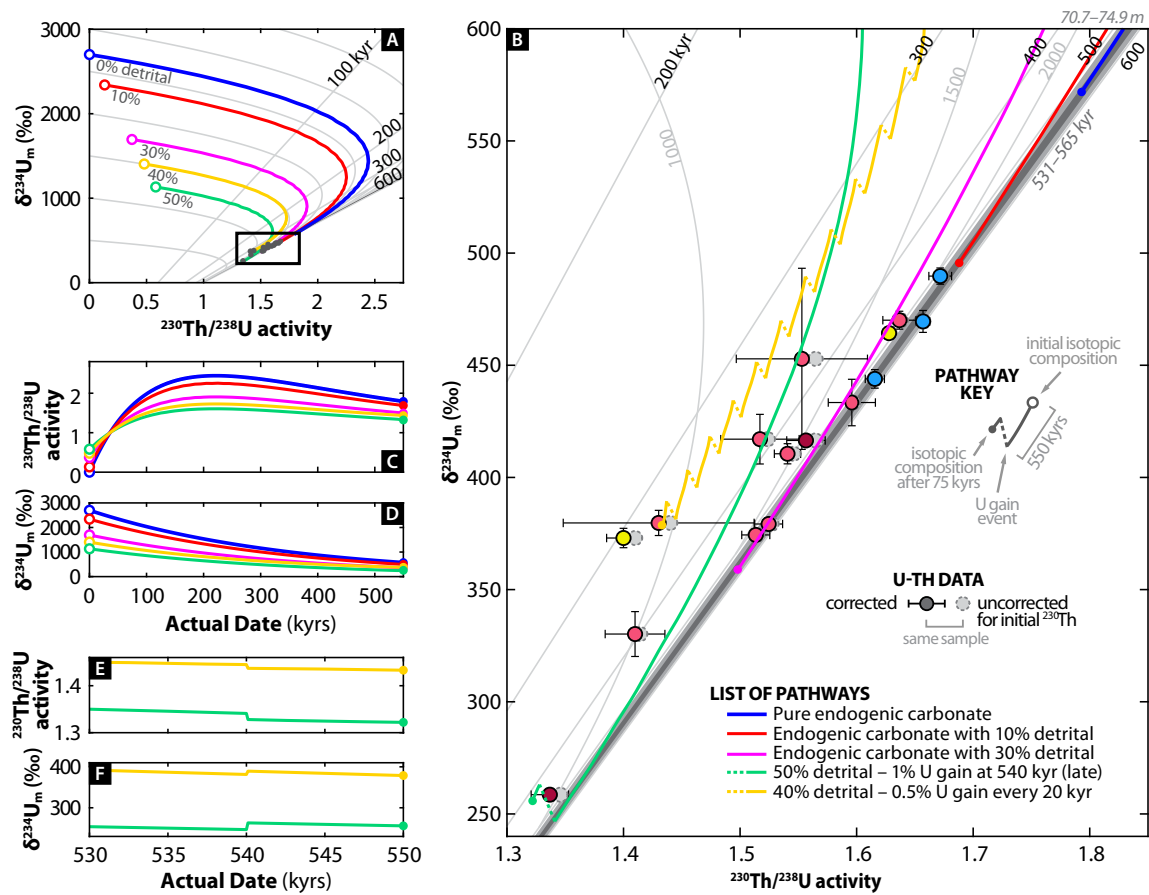 A
3000
2000
1000
0
δ²³⁴Uₘ (‰)
0% detrital
10%
30%
40%
50%
100 kyr
200
300
600
0
0.5
1
1.5
2
2.5
²³⁰Th/²³⁸U activity
C
2
1
0
²³⁰Th/²³⁸U
activity
D
3000
2000
1000
0
δ²³⁴Uₘ (‰)
0
100
200
300
400
500
Actual Date (kyrs)
E
1.4
1.3
²³⁰Th/²³⁸U
activity
F
400
300
δ²³⁴Uₘ (‰)
530
535
540
545
550
Actual Date (kyrs)
B
70.7–74.9 m
600
550
500
450
400
350
300
250
δ²³⁴Uₘ (‰)
200 kyr
300
400
500
600
1000
1500
2000
531–565 kyr
PATHWAY
KEY
initial isotopic
composition
550 kyrs
isotopic
composition
after 75 kyrs
U gain
event
U-TH DATA
corrected
uncorrected
for initial ²³⁰Th
same sample
LIST OF PATHWAYS
Pure endogenic carbonate
Endogenic carbonate with 10% detrital
Endogenic carbonate with 30% detrital
50% detrital – 1% U gain at 540 kyr (late)
40% detrital – 0.5% U gain every 20 kyr
1.3
1.4
1.5
1.6
1.7
1.8
²³⁰Th/²³⁸U activity